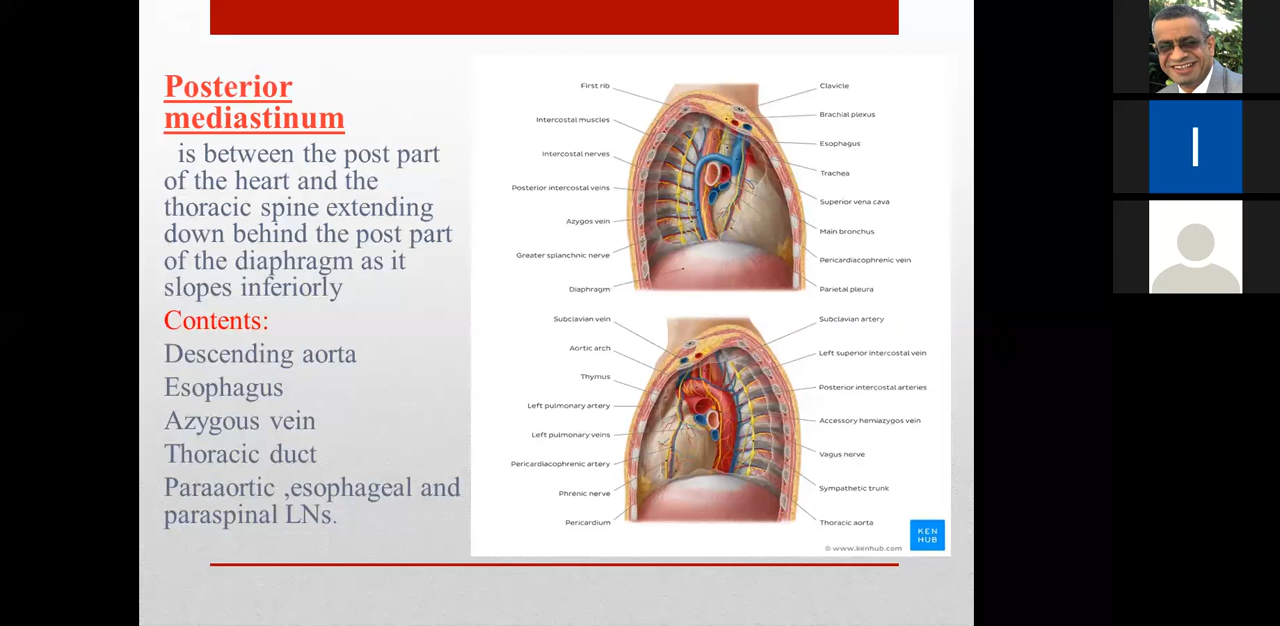 Posterior
mediastinum
is between the post part
of the heart and the
thoracic spine extending
down behind the post part
of the diaphragm as it
slopes inferiorly
Contents:
Descending aorta
Esophagus
Azygous vein
Thoracic duct
Paraaortic ,esophageal and
paraspinal LNs.
First rib
Intercostal muscles
Intercostal nerves
Posterior intercostal veins
Azygos vein
Greater splanchnic nerve
Diaphragm
Clavicle
Brachial plexus
Esophagus
Trachea
Superior vena cava
Main bronchus
Pericardiacophrenic vein
Parietal pleura
Subclavian vein
Aortic arch
Thymus
Left pulmonary artery
Left pulmonary veins
Pericardiacophrenic artery
Phrenic nerve
Pericardium
Subclavian artery
Left superior intercostal vein
Posterior intercostal arteries
Accessory hemiazygos vein
Vagus nerve
Sympathetic trunk
Thoracic aorta
KEN
HUB
© www.kenhub.com
I